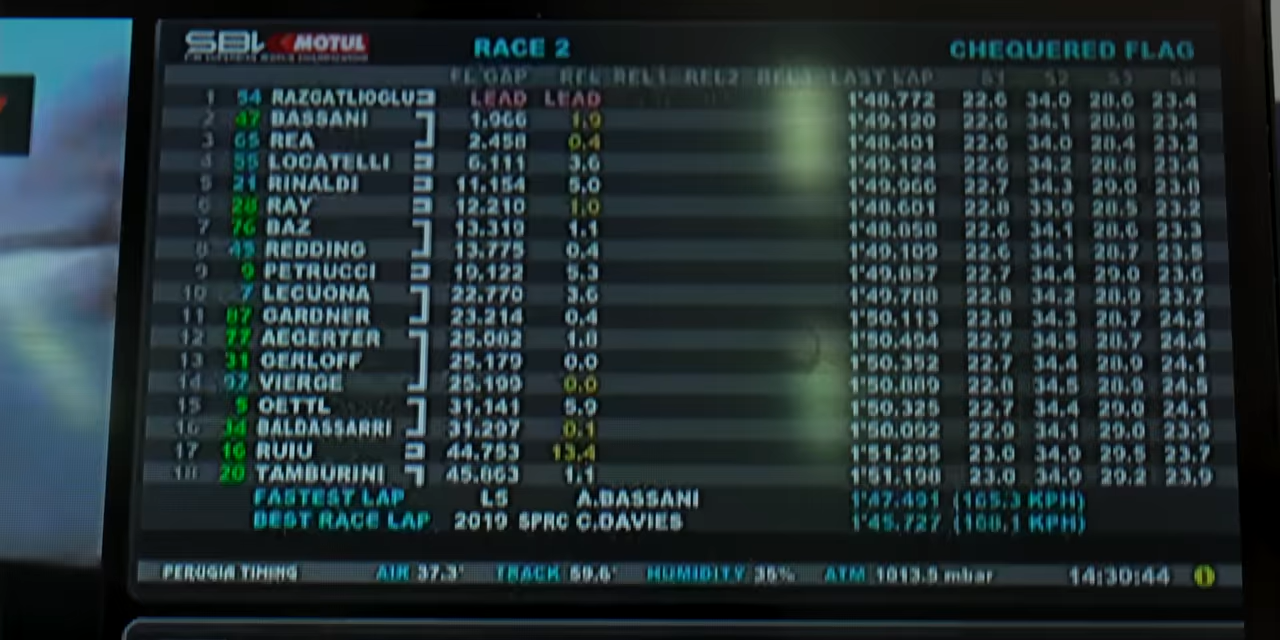 SBK MOTUL RACE 2 CHEQUERED FLAG
GAP REL REL1 REL2 REL3 LAST LAP S1 S2 S3 S4
1 54 RAZGATLIOGLU LEAD LEAD 1'48.772 22.6 34.0 28.6 23.4
2 47 BASSANI 1.966 1.9 1'49.120 22.6 34.1 28.8 23.4
3 65 REA 2.458 0.4 1'48.401 22.6 34.0 28.4 23.2
4 55 LOCATELLI 6.111 3.6 1'49.124 22.6 34.2 28.8 23.4
5 21 RINALDI 11.154 5.0 1'49.966 22.7 34.3 29.0 23.8
6 28 RAY 12.210 1.0 1'48.601 22.8 33.9 28.5 23.2
7 76 BAZ 13.319 1.1 22.6 34.1 28.6 23.3
8 45 REDDING 13.775 0.4 1'49.109 22.6 34.1 28.7 23.5
9 9 PETRUCCI 19.122 5.3 1'49.857 22.7 34.4 29.0 23.6
10 7 LECUONA 22.770 3.6 1'49.788 22.8 34.2 28.9 23.7
11 87 GARDNER 23.214 0.4 1'50.113 22.8 34.3 28.7 24.2
12 77 AEGERTER 25.082 1.8 1'50.494 22.7 34.5 28.7 24.4
13 31 GERLOFF 25.179 0.0 1'50.352 22.7 34.4 28.9 24.1
14 97 VIERGE 25.199 0.0 1'50.889 22.8 34.5 28.9 24.5
15 5 OETTL 31.141 5.9 1'50.325 22.7 34.4 29.0 24.1
16 34 BALDASSARRI 31.297 0.1 1'50.092 22.9 34.1 29.0 23.9
17 16 RUIU 44.753 13.4 1'51.295 23.0 34.9 29.5 23.7
18 20 TAMBURINI 45.863 1.1 1'51.198 23.0 34.9 29.2 23.9
FASTEST LAP L5 A.BASSANI 1'47.491 (165.3 KPH)
BEST RACE LAP 2019 SPRC C.DAVIES 1'45.727 (168.1 KPH)
PERUGIA TIMING AIR 37.3° TRACK 59.6° HUMIDITY 35% ATM 1013.9 mbar 14:30:44